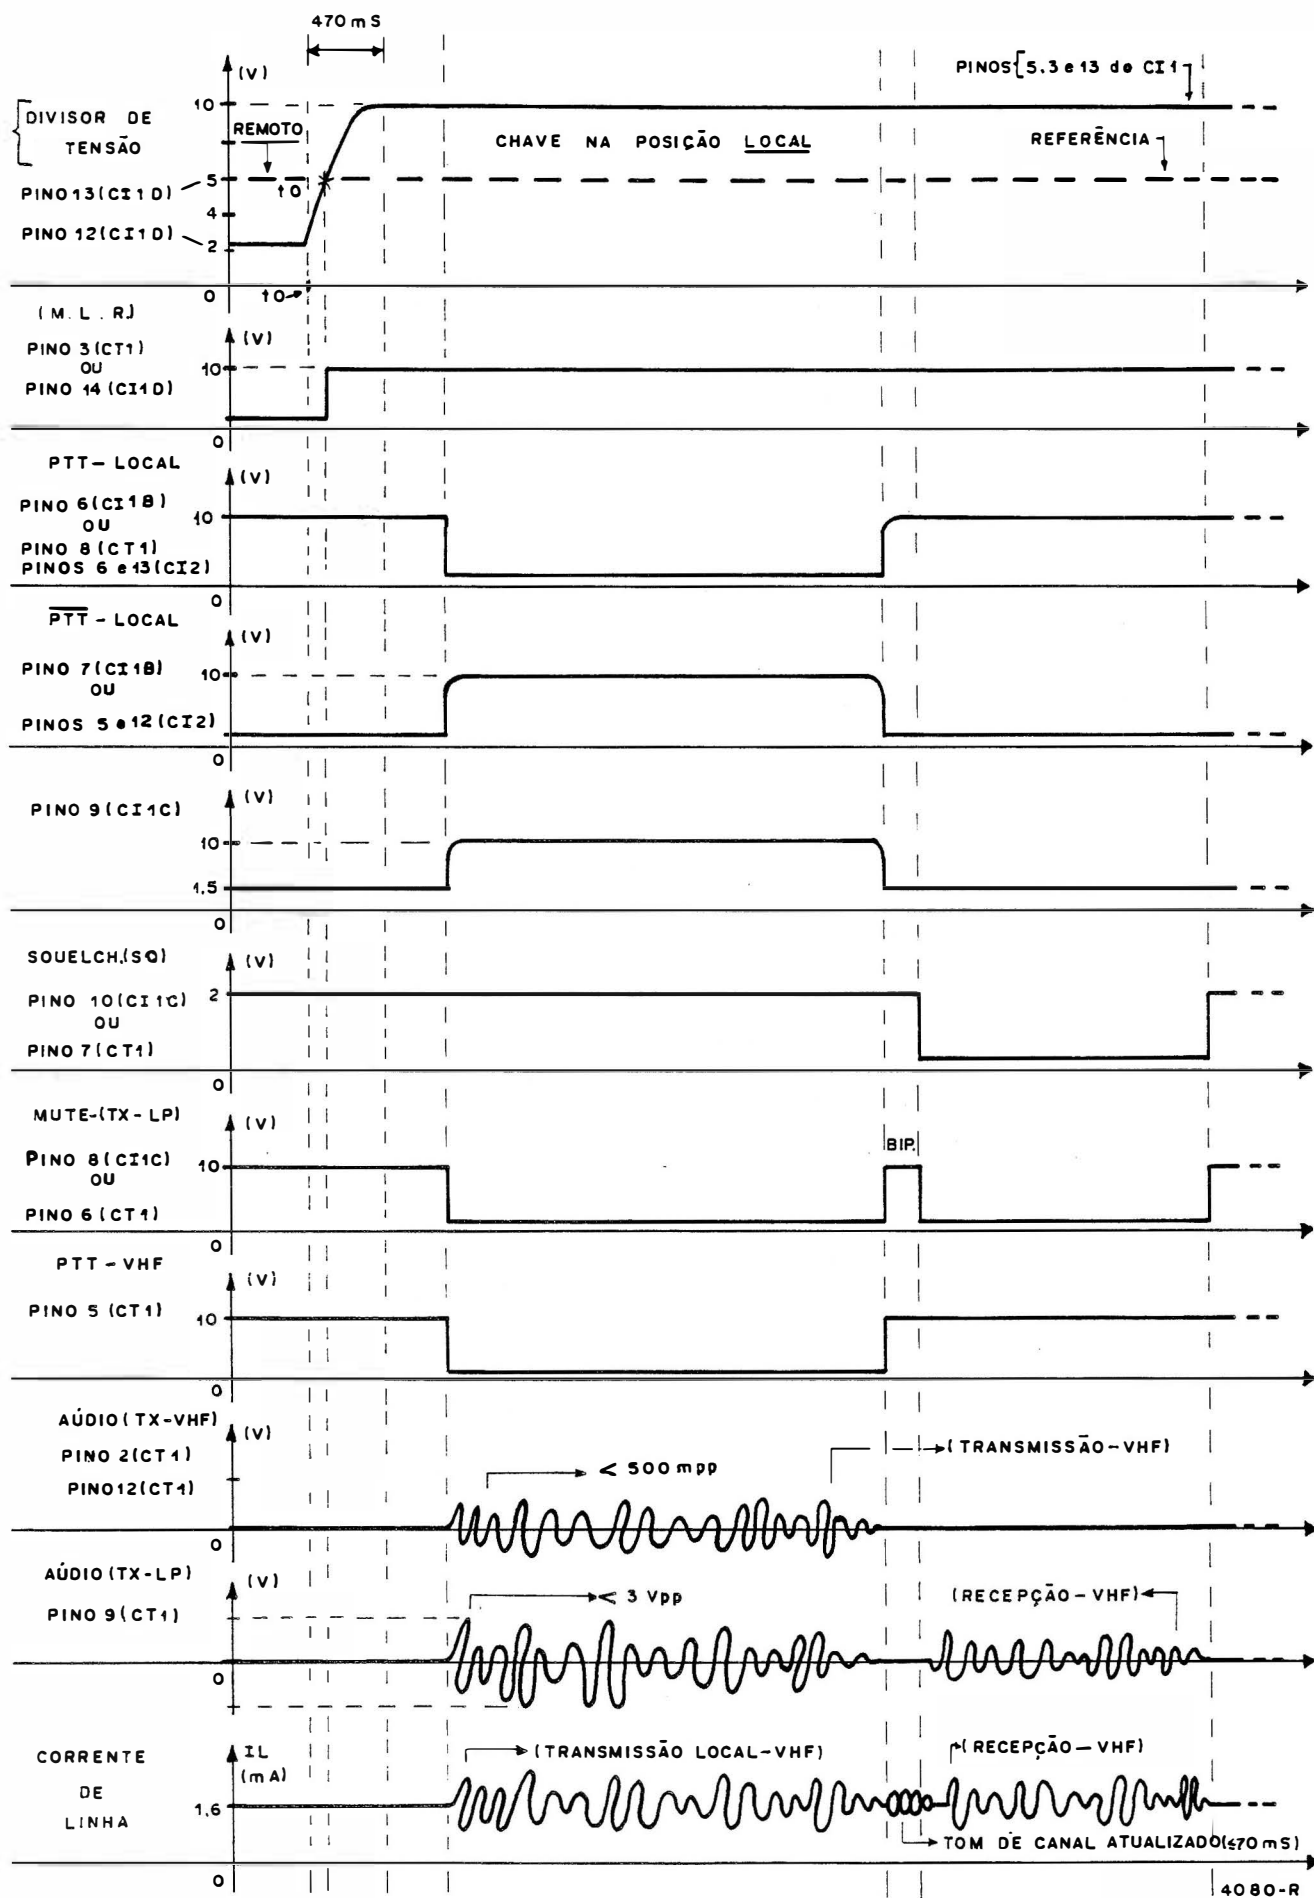 470 mS
(V)
PINOS {5.3 e 13 do CI1
10
DIVISOR DE
TENSÃO
REMOTO
CHAVE NA POSIÇÃO LOCAL
REFERÊNCIA
PINO 13 (CI1D)
5
to
4
PINO 12 (CI1D)
2
0
to
(M. L. R.)
(V)
PINO 3 (CT1)
OU
PINO 14 (CI1D)
10
0
PTT - LOCAL
(V)
PINO 6 (CI1B)
OU
PINO 8 (CT1)
PINOS 6 e 13 (CI2)
10
0
PTT - LOCAL
(V)
PINO 7 (CI1B)
OU
PINOS 5 e 12 (CI2)
10
0
PINO 9 (CI1C)
(V)
10
1,5
0
SQUELCH.(SQ)
(V)
PINO 10 (CI1C)
OU
PINO 7 (CT1)
2
0
MUTE-(TX-LP)
(V)
PINO 8 (CI1C)
OU
PINO 6 (CT1)
10
BIP.
0
PTT - VHF
(V)
PINO 5 (CT1)
10
0
AÚDIO (TX-VHF)
(V)
PINO 2 (CT1)
PINO 12 (CT1)
< 500 mpp
(TRANSMISSÃO-VHF)
0
AÚDIO (TX-LP)
(V)
PINO 9 (CT1)
< 3 Vpp
(RECEPÇÃO-VHF)
0
CORRENTE
DE
LINHA
IL
(mA)
(TRANSMISSÃO LOCAL-VHF)
(RECEPÇÃO-VHF)
1,6
TOM DE CANAL ATUALIZADO (≤70 mS)
0
4080-R